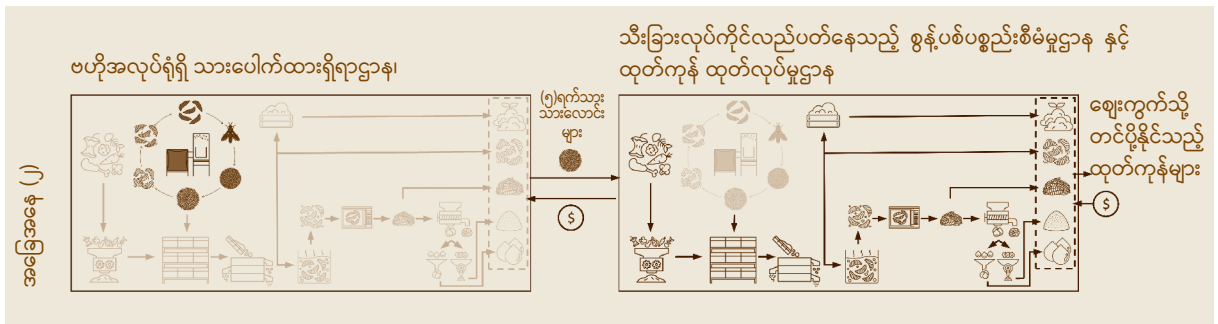 သီးခြားလုပ်ကိုင်လည်ပတ်နေသည့် စွန့်ပစ်ပစ္စည်းစီမံမှုဌာန နှင့်
ထုတ်ကုန် ထုတ်လုပ်မှုဌာန
ဗဟိုအလုပ်ရုံရှိ သားပေါက်ထားရှိရာဌာန၊
အခြေအနေ (၂)
(၅)ရက်သား
သားလောင်း
များ
$
ဈေးကွက်သို့
တင်ပို့နိုင်သည့်
ထုတ်ကုန်များ
$